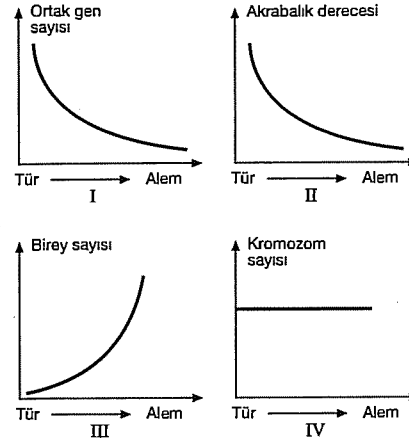 Ortak gen
sayısı
Tür Alem
I
Akrabalık derecesi
Tür Alem
II
Birey sayısı
Tür Alem
III
Kromozom
sayısı
Tür Alem
IV